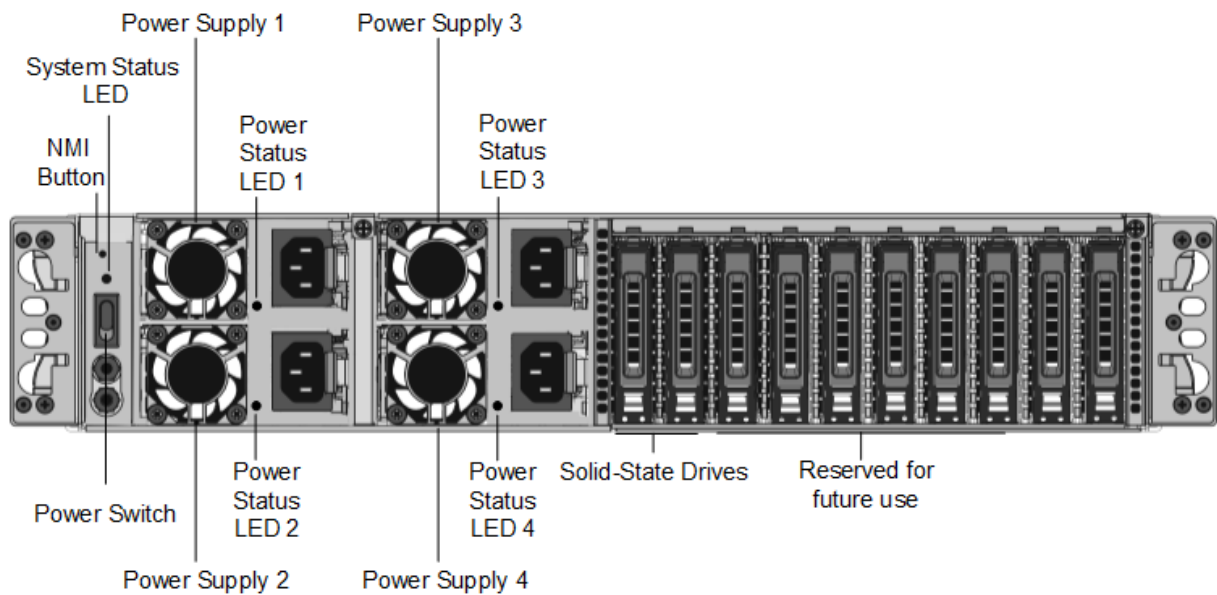 Power Supply 1
Power Supply 3
System Status
LED
Power
Status
LED 1
Power
Status
LED 3
NMI
Button
Power
Status
LED 2
Power
Status
LED 4
Solid-State Drives
Reserved for
future use
Power Switch
Power Supply 2
Power Supply 4